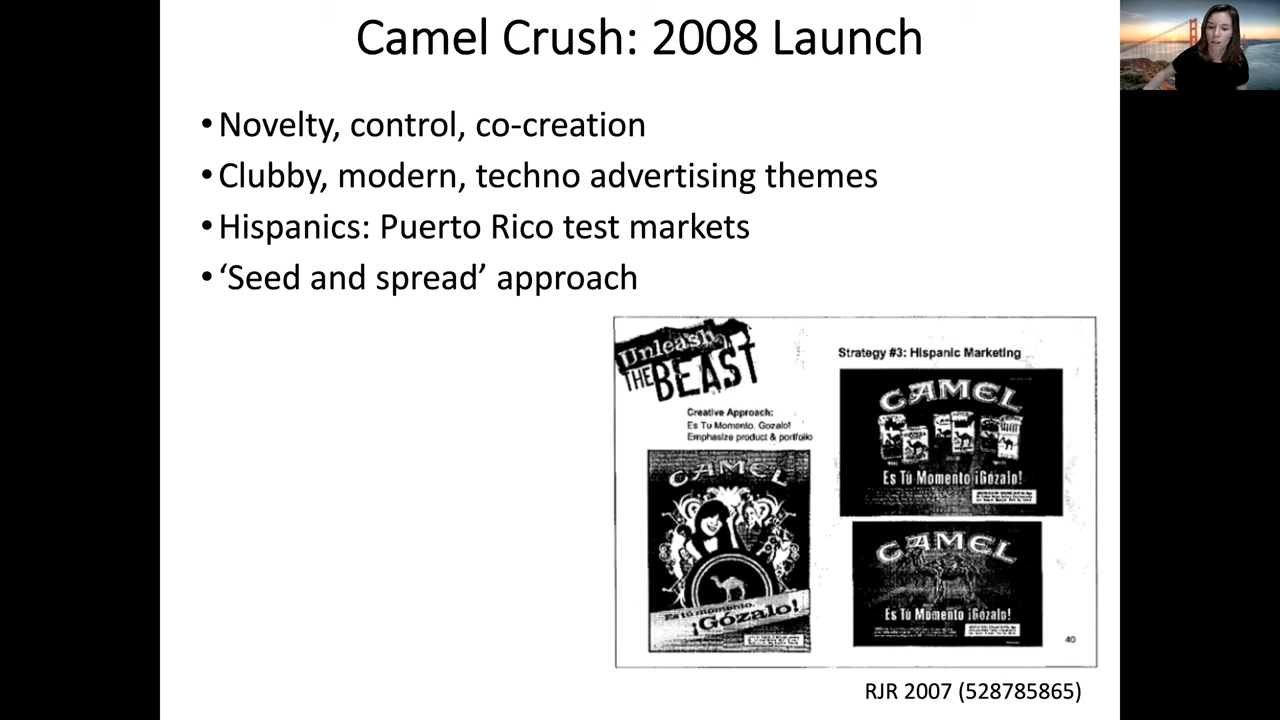 Camel Crush: 2008 Launch
•Novelty, control, co-creation
•Clubby, modern, techno advertising themes
•Hispanics: Puerto Rico test markets
•‘Seed and spread’ approach
Unleash
THE BEAST
Creative Approach:
Es Tu Momento. Gozalo!
Emphasize product & portfolio
CAMEL
Es tú momento.
¡Gózalo!
Strategy #3: Hispanic Marketing
CAMEL
Es Tú Momento ¡Gózalo!
CAMEL
Es Tú Momento ¡Gózalo!
40
RJR 2007 (528785865)